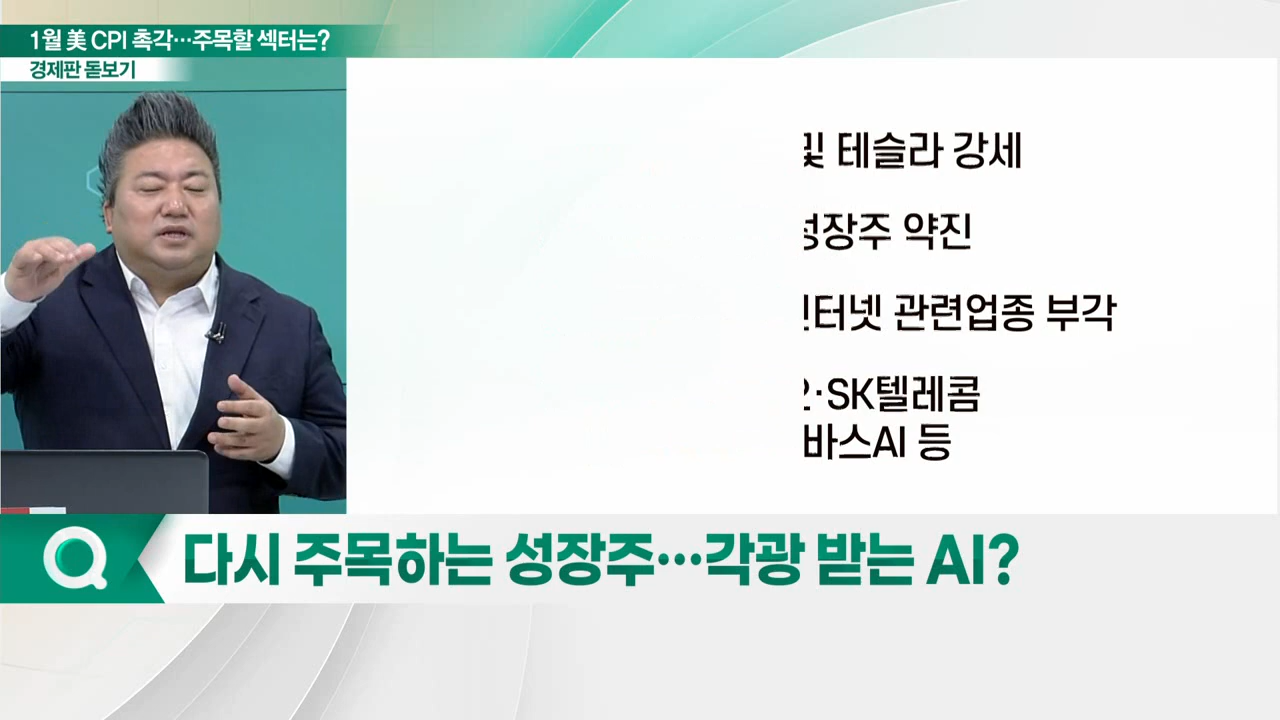 1월 美 CPI 촉각…주목할 섹터는?
경제판 돋보기
및 테슬라 강세
성장주 약진
인터넷 관련업종 부각
·SK텔레콤
바스AI 등
다시 주목하는 성장주…각광 받는 AI?